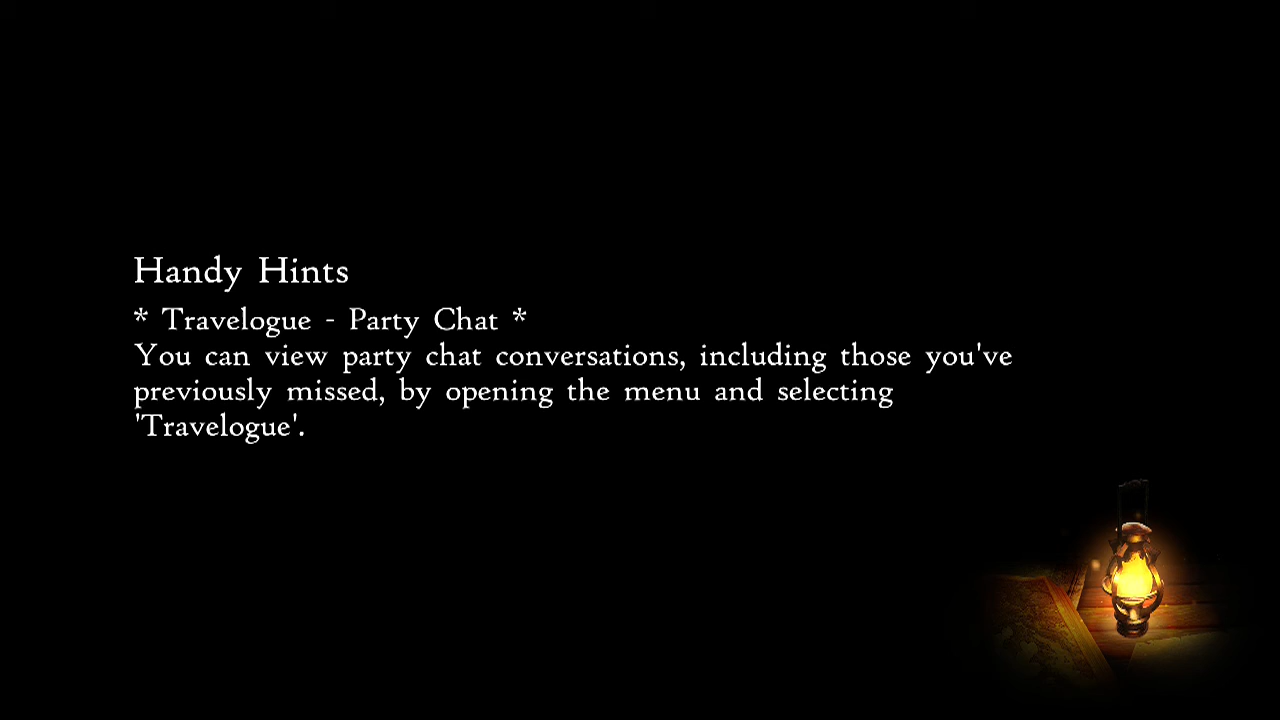 Handy Hints
* Travelogue - Party Chat *
You can view party chat conversations, including those you've
previously missed, by opening the menu and selecting
'Travelogue'.